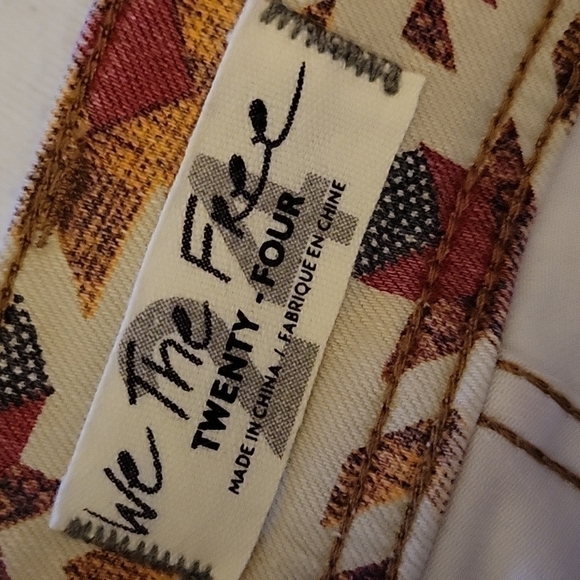 We The Free
24
TWENTY - FOUR
MADE IN CHINA / FABRIQUE EN CHINE